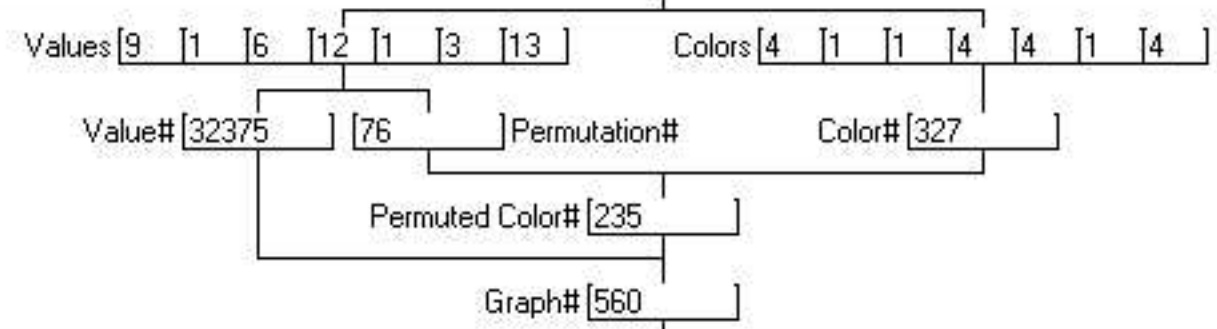 Values [9 [1 [6 [12 [1 [3 [13 ] Colors [4 [1 [1 [4 [4 [1 [4 ]
Value# [32375 ] [76 ] Permutation# Color# [327 ]
Permuted Color# [235 ]
Graph# [560 ]